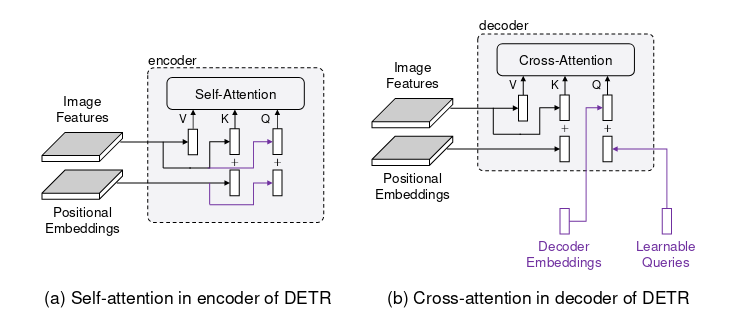 encoder
Self-Attention
V K Q
Image
Features
+ +
Positional
Embeddings
(a) Self-attention in encoder of DETR
decoder
Cross-Attention
V K Q
Image
Features
+ +
Positional
Embeddings
Decoder
Embeddings
Learnable
Queries
(b) Cross-attention in decoder of DETR